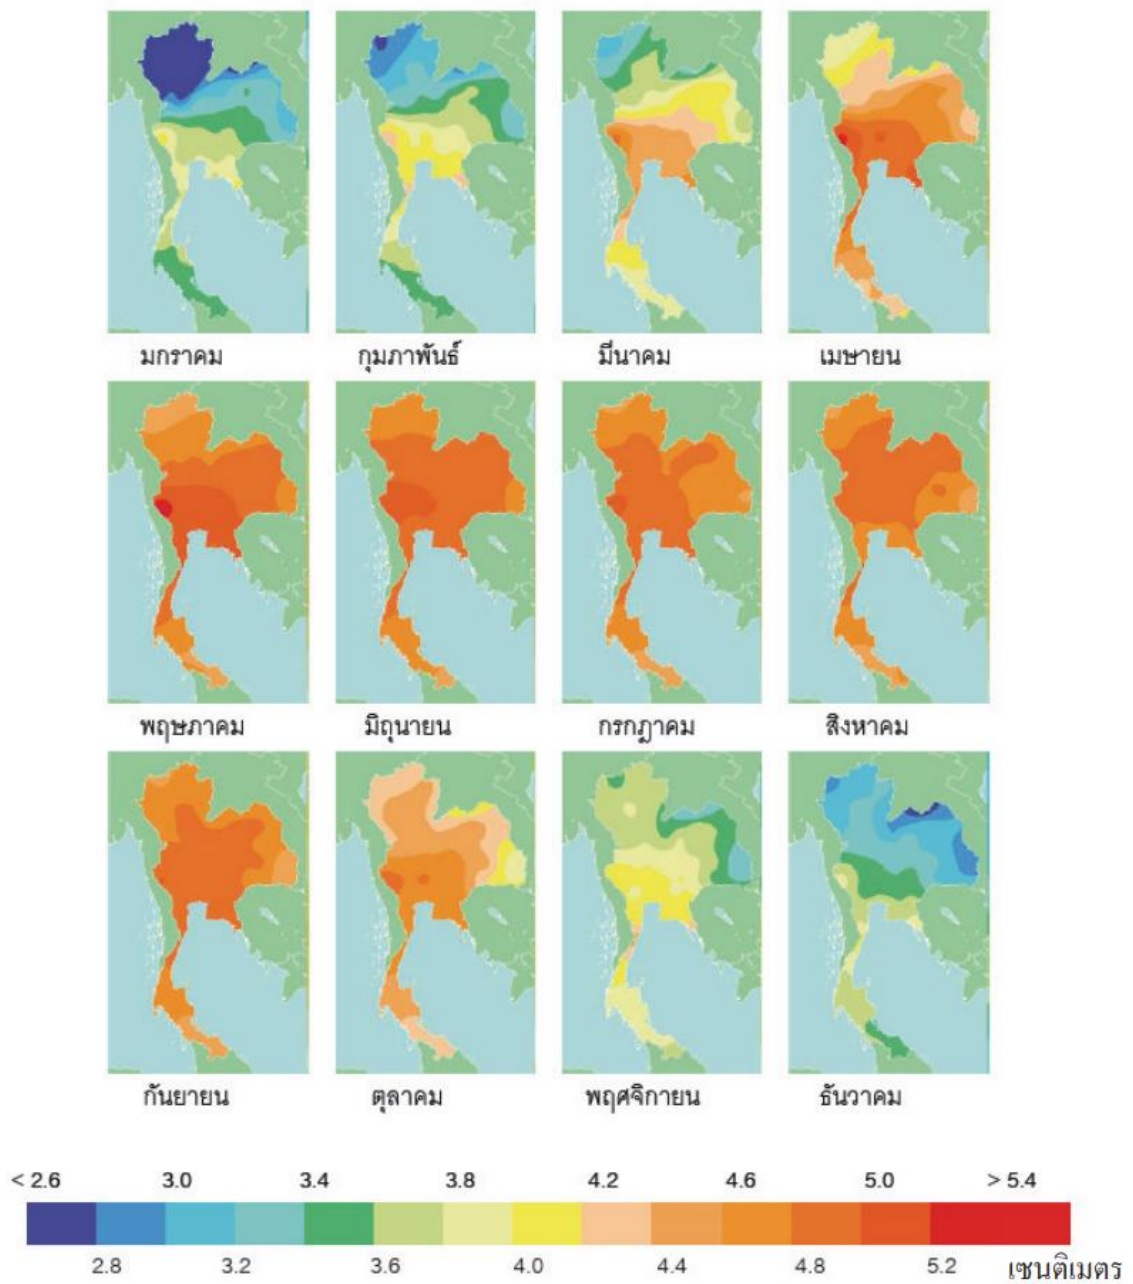 มกราคม กุมภาพันธ์ มีนาคม เมษายน
พฤษภาคม มิถุนายน กรกฎาคม สิงหาคม
กันยายน ตุลาคม พฤศจิกายน ธันวาคม
< 2.6 3.0 3.4 3.8 4.2 4.6 5.0 > 5.4
2.8 3.2 3.6 4.0 4.4 4.8 5.2 เซนติเมตร